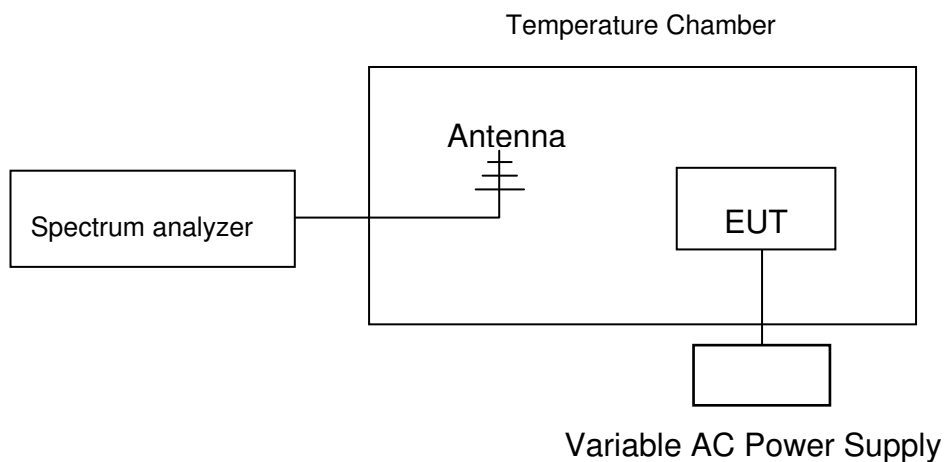 Temperature Chamber
Antenna
Spectrum analyzer
EUT
Variable AC Power Supply